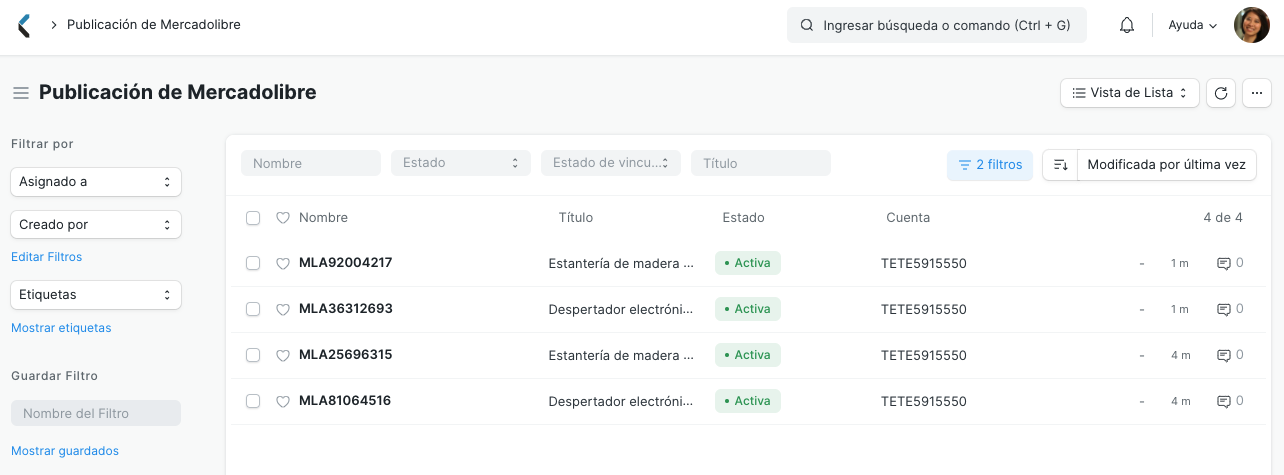 Publicación de Mercadolibre
Ingresar búsqueda o comando (Ctrl + G)
Ayuda
Publicación de Mercadolibre
Vista de Lista
...
Filtrar por
Asignado a
Creado por
Editar Filtros
Etiquetas
Mostrar etiquetas
Guardar Filtro
Nombre del Filtro
Mostrar guardados
Nombre Estado Estado de vincu... Título
2 filtros Modificada por última vez
Nombre Título Estado Cuenta 4 de 4
MLA92004217 Estantería de madera ... Activa TETE5915550 - 1 m 0
MLA36312693 Despertador electróni... Activa TETE5915550 - 1 m 0
MLA25696315 Estantería de madera ... Activa TETE5915550 - 4 m 0
MLA81064516 Despertador electróni... Activa TETE5915550 - 4 m 0